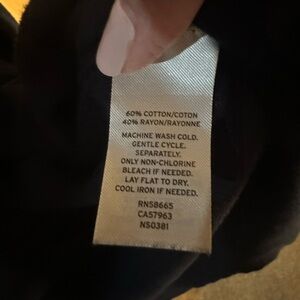 60% COTTON/COTON
40% RAYON/RAYONNE
MACHINE WASH COLD.
GENTLE CYCLE.
SEPARATELY.
ONLY NON-CHLORINE
BLEACH IF NEEDED.
LAY FLAT TO DRY.
COOL IRON IF NEEDED.
RN58665
CA57963
NS0381